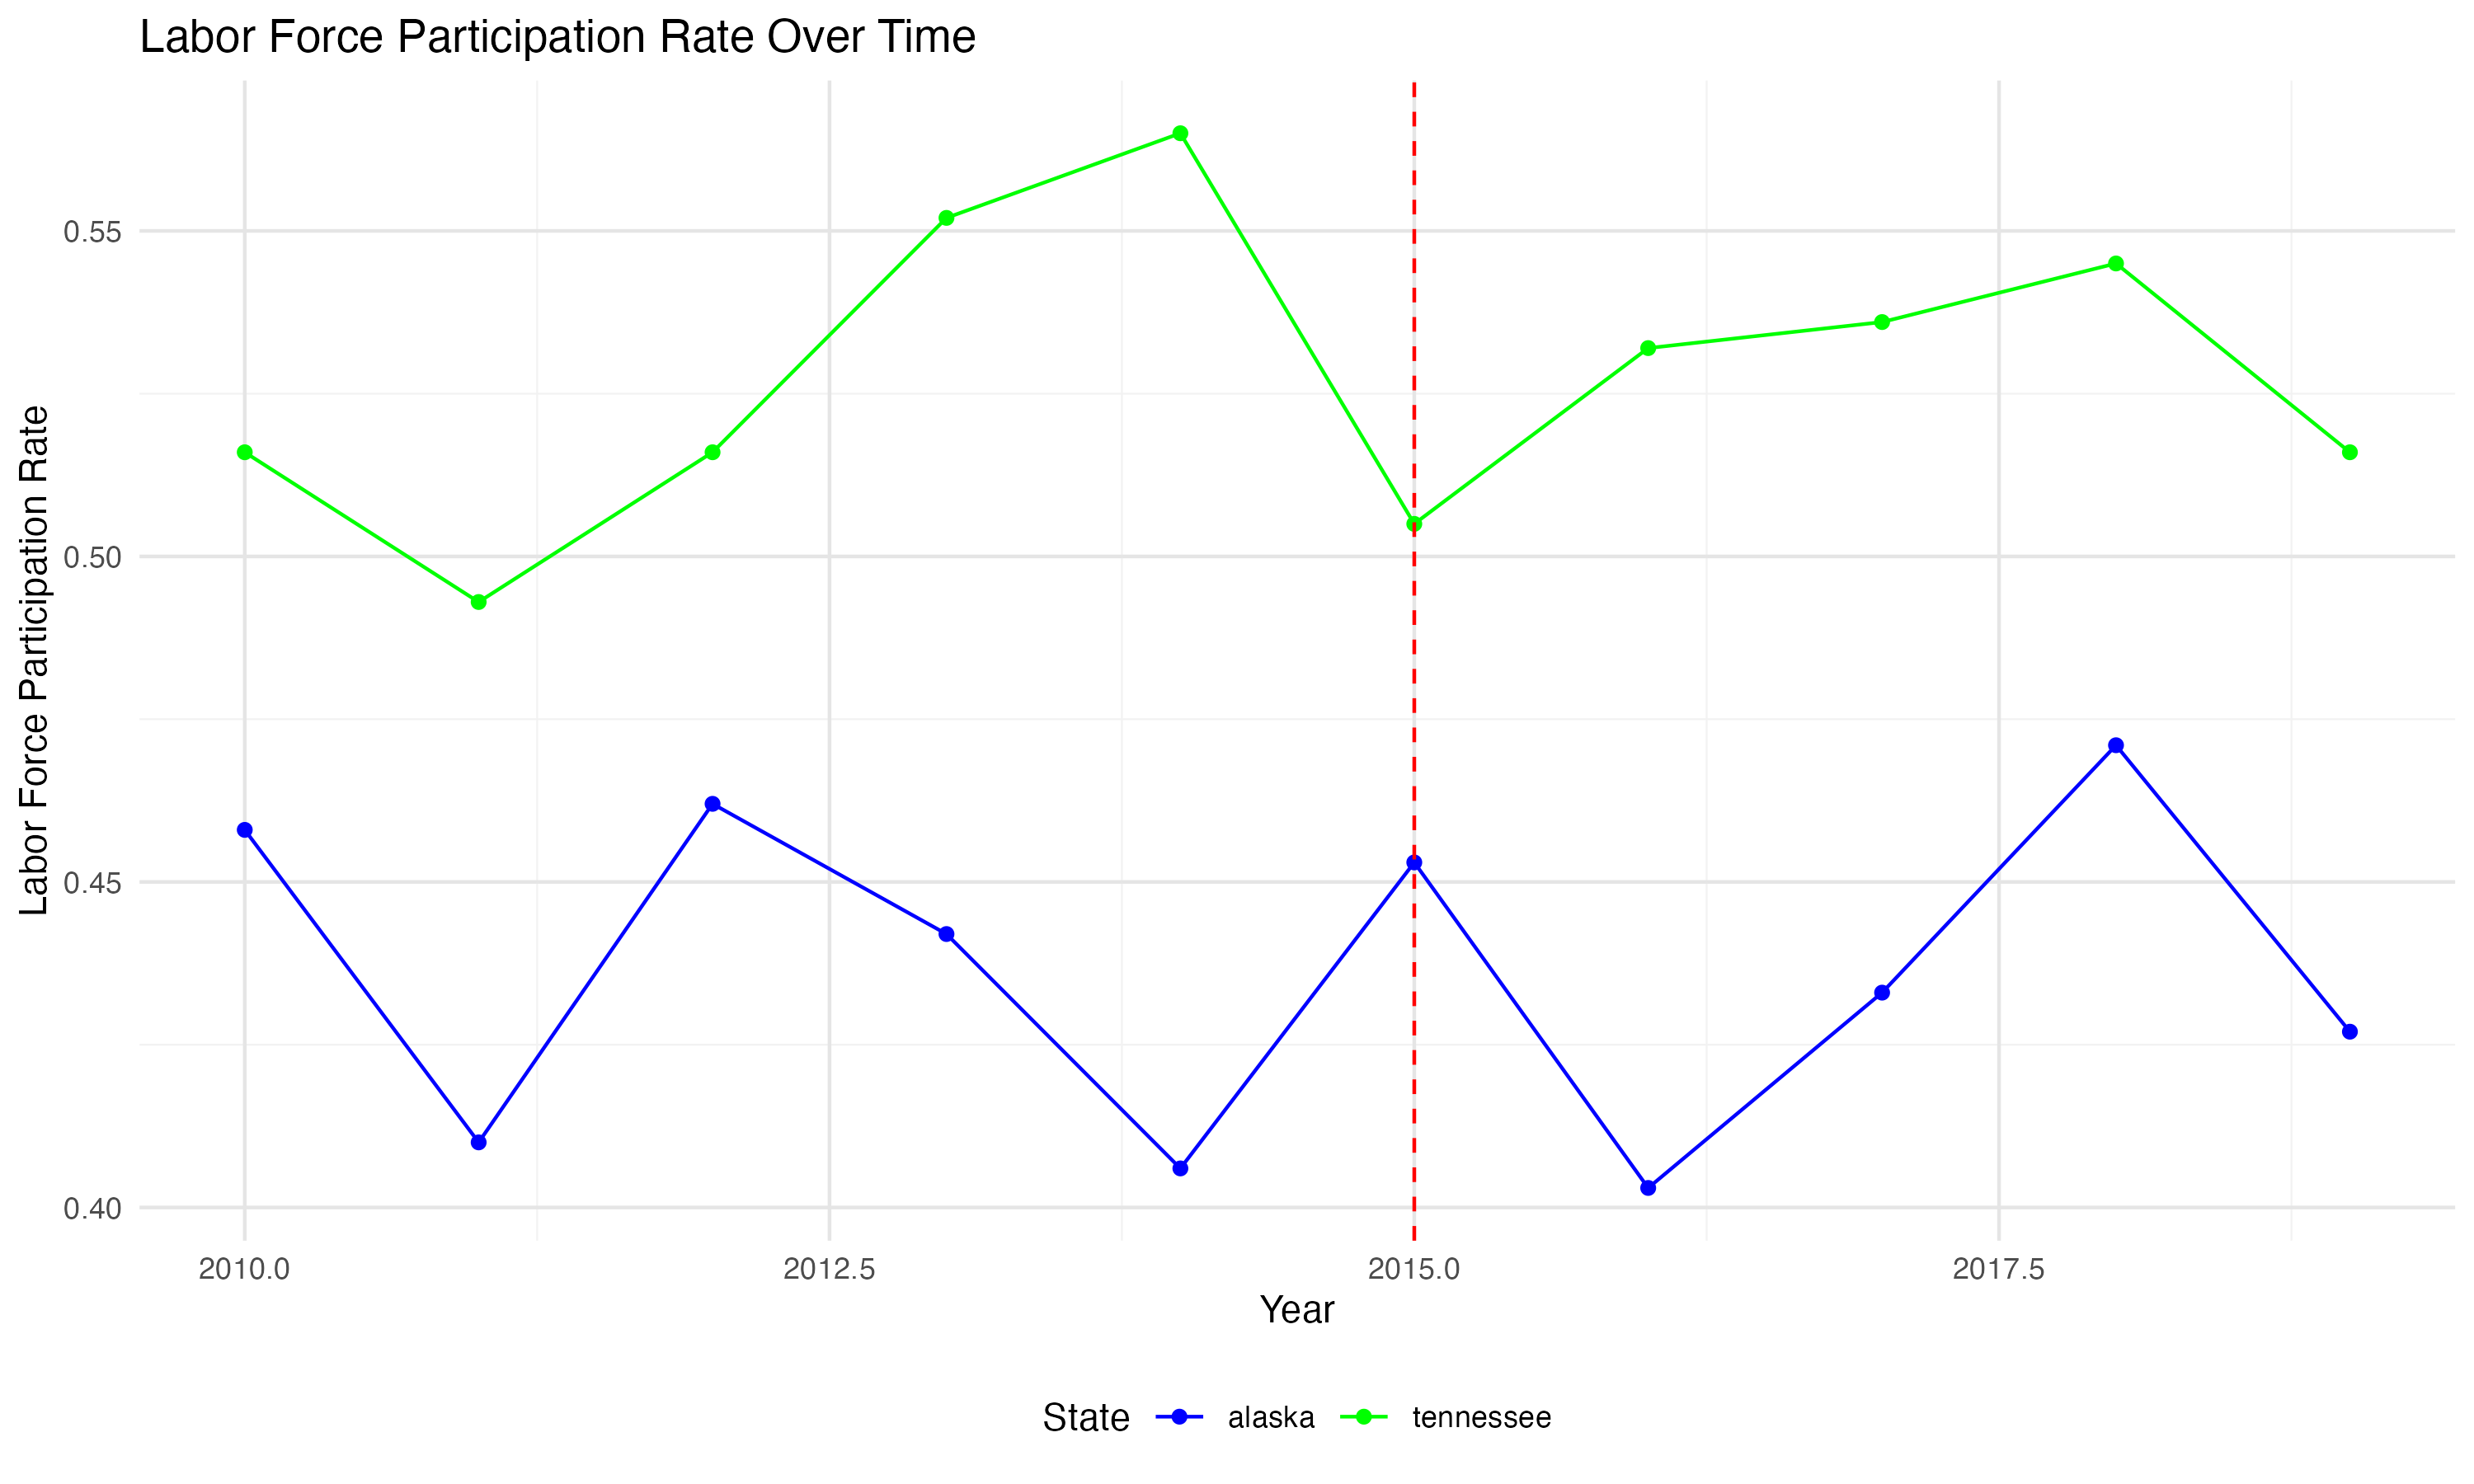 Labor Force Participation Rate Over Time
Labor Force Participation Rate
0.55
0.50
0.45
0.40
2010.0 2012.5 2015.0 2017.5
Year
State alaska tennessee